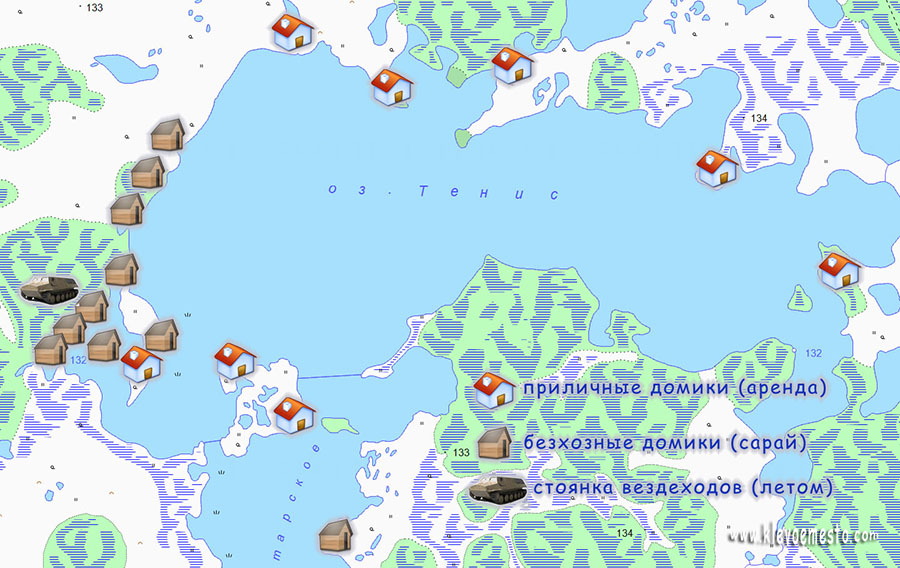 133
134
оз. Тенис
132
132
приличные домики (аренда)
безхозные домики (сарай)
133
стоянка вездеходов (летом)
тарское
134
www.klevoemesto.com